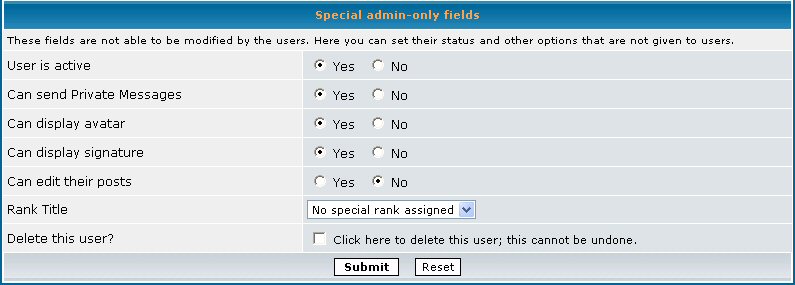 Special admin-only fields
These fields are not able to be modified by the users. Here you can set their status and other options that are not given to users.
User is active Yes No
Can send Private Messages Yes No
Can display avatar Yes No
Can display signature Yes No
Can edit their posts Yes No
Rank Title No special rank assigned
Delete this user? Click here to delete this user; this cannot be undone.
Submit Reset